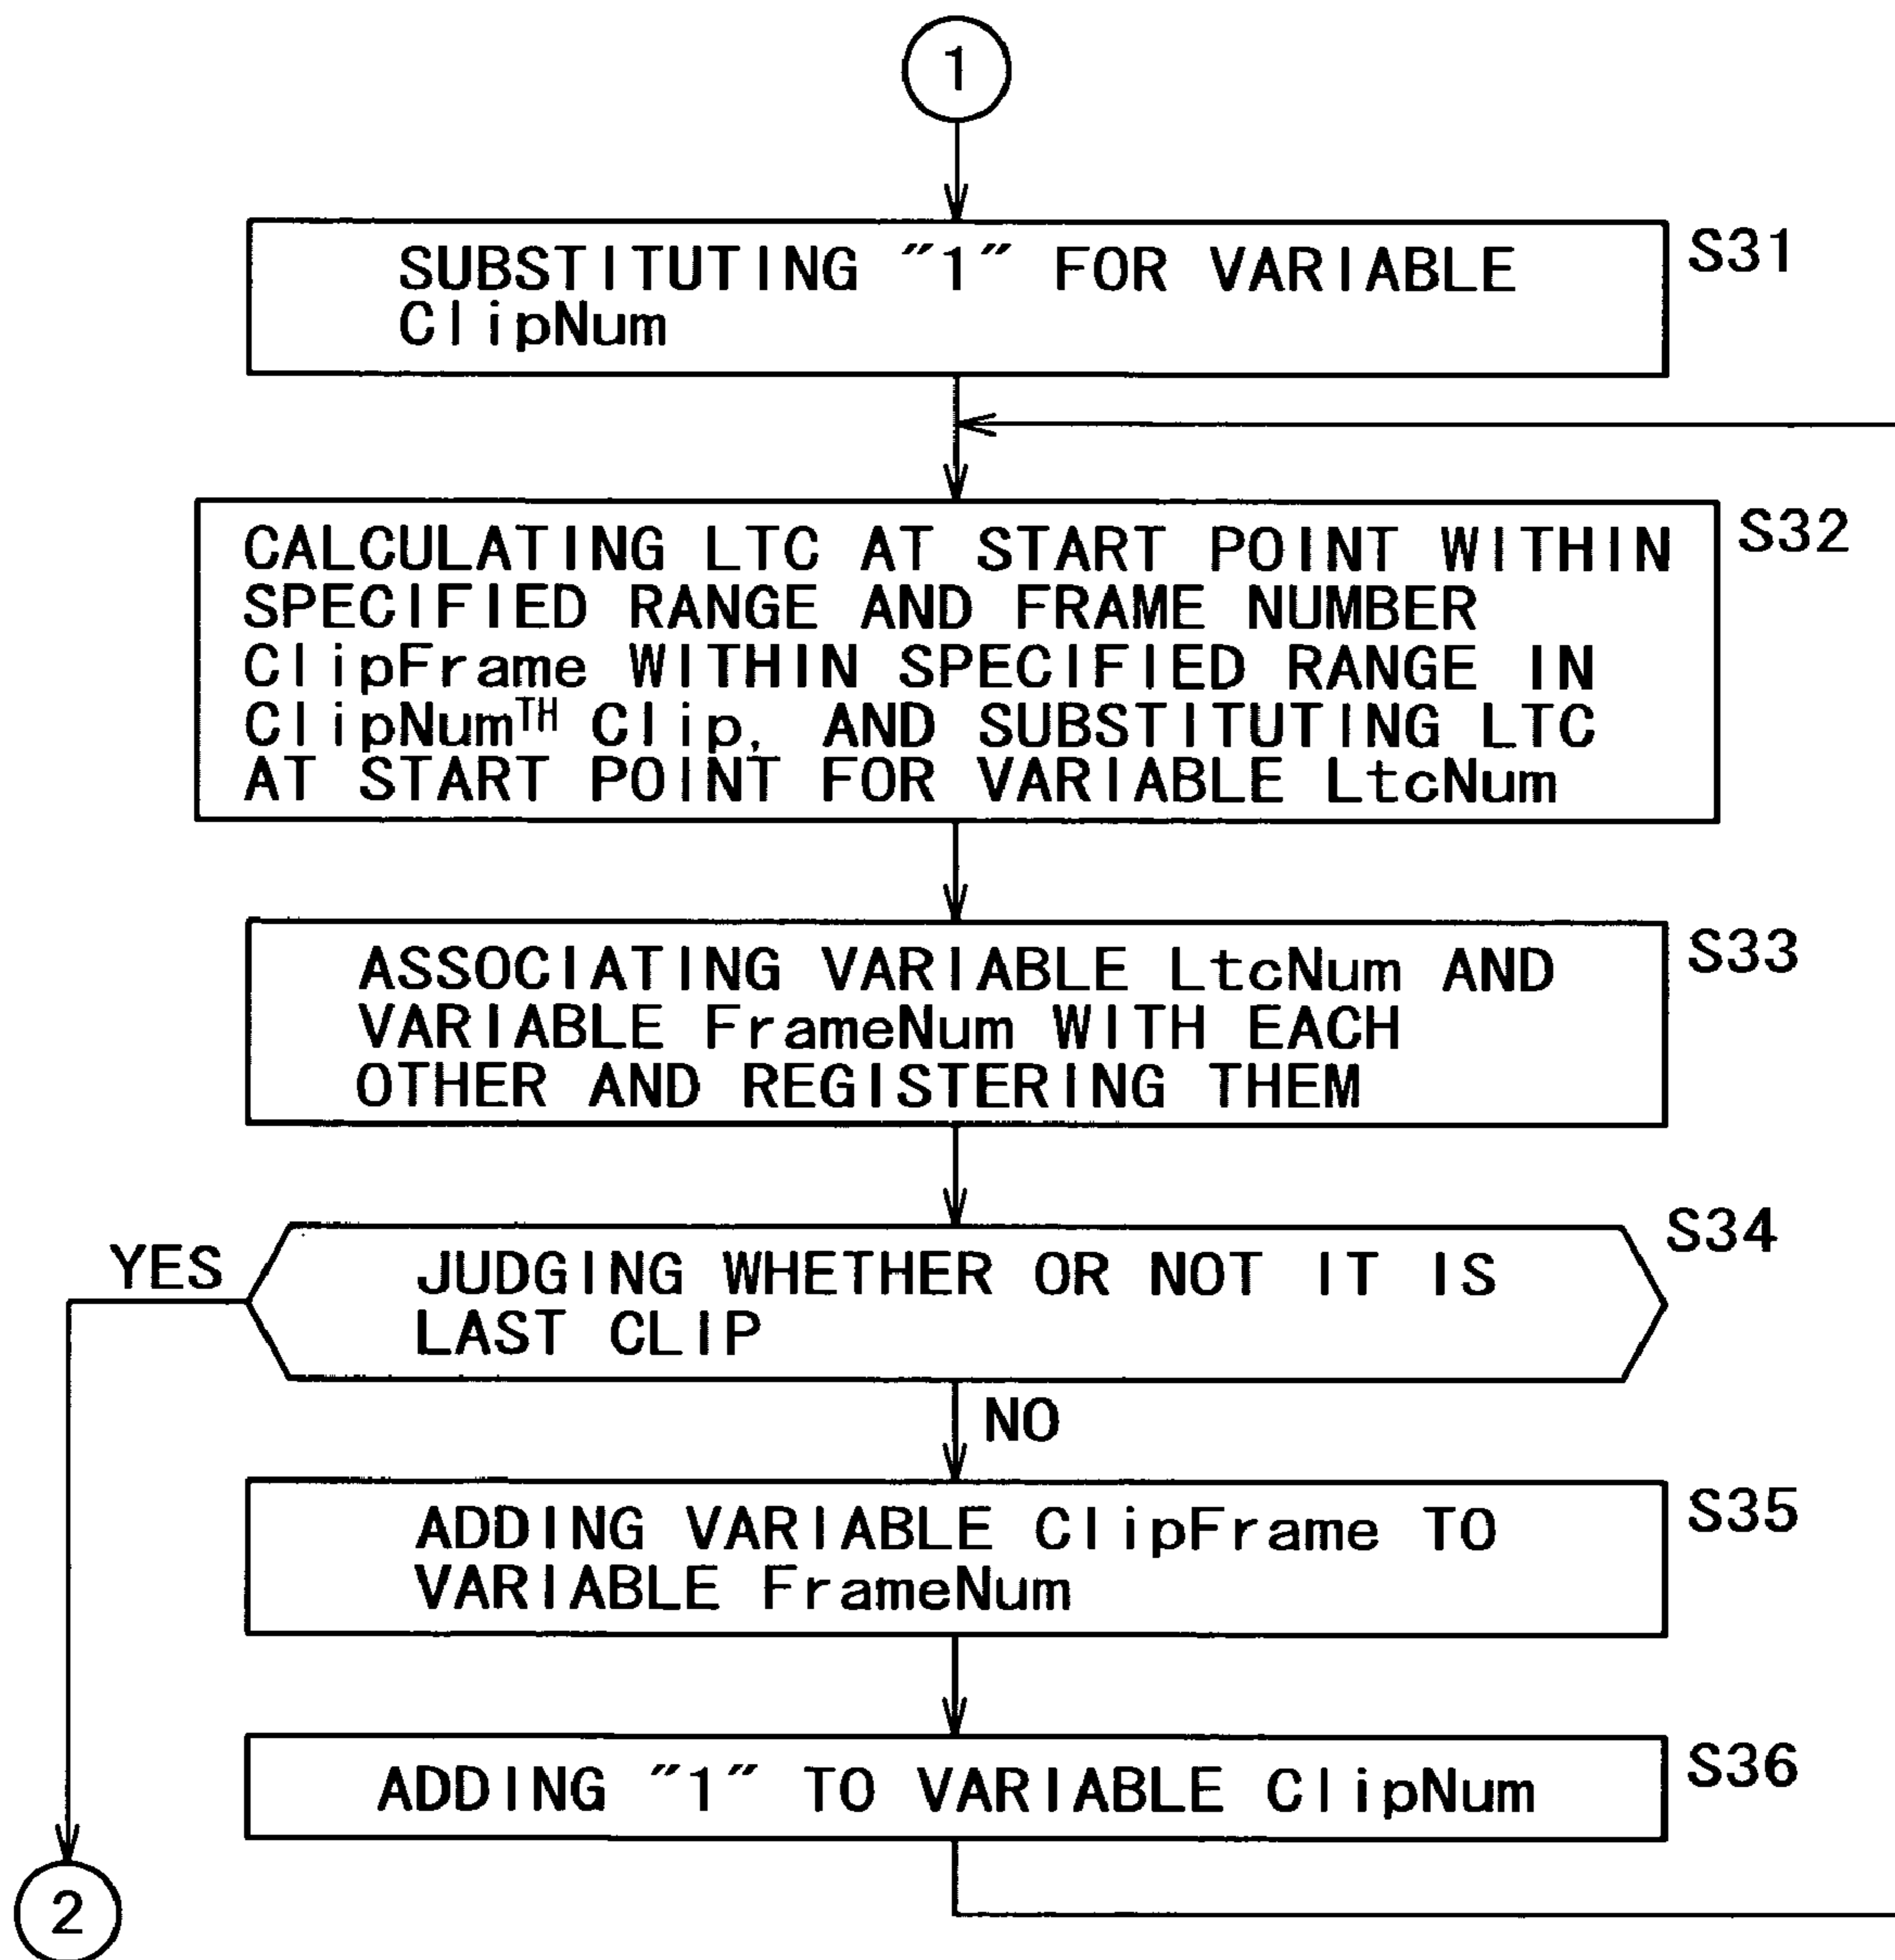 1
SUBSTITUTING "1" FOR VARIABLE
ClipNum
S31
CALCULATING LTC AT START POINT WITHIN
SPECIFIED RANGE AND FRAME NUMBER
ClipFrame WITHIN SPECIFIED RANGE IN
ClipNumTH Clip, AND SUBSTITUTING LTC
AT START POINT FOR VARIABLE LtcNum
S32
ASSOCIATING VARIABLE LtcNum AND
VARIABLE FrameNum WITH EACH
OTHER AND REGISTERING THEM
S33
YES
JUDGING WHETHER OR NOT IT IS
LAST CLIP
S34
NO
ADDING VARIABLE ClipFrame TO
VARIABLE FrameNum
S35
ADDING "1" TO VARIABLE ClipNum
S36
2